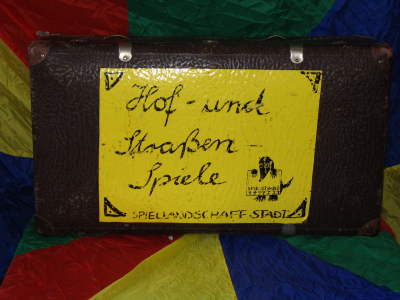 Hof - und
Straßen -
Spiele
SPIELLANDSCHAFT STADT